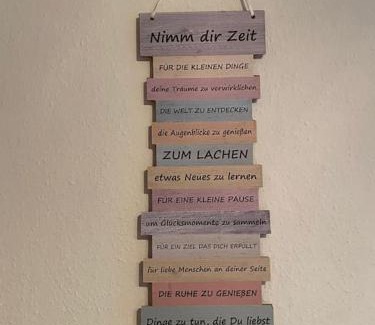 Nimm dir Zeit
FÜR DIE KLEINEN DINGE
deine Träume zu verwirklichen
DIE WELT ZU ENTDECKEN
die Augenblicke zu genießen
ZUM LACHEN
etwas Neues zu lernen
FÜR EINE KLEINE PAUSE
um Glücksmomente zu sammeln
FÜR EIN ZIEL DAS DICH ERFÜLLT
für liebe Menschen an deiner Seite
DIE RUHE ZU GENIEßEN
Dinge zu tun, die Du liebst